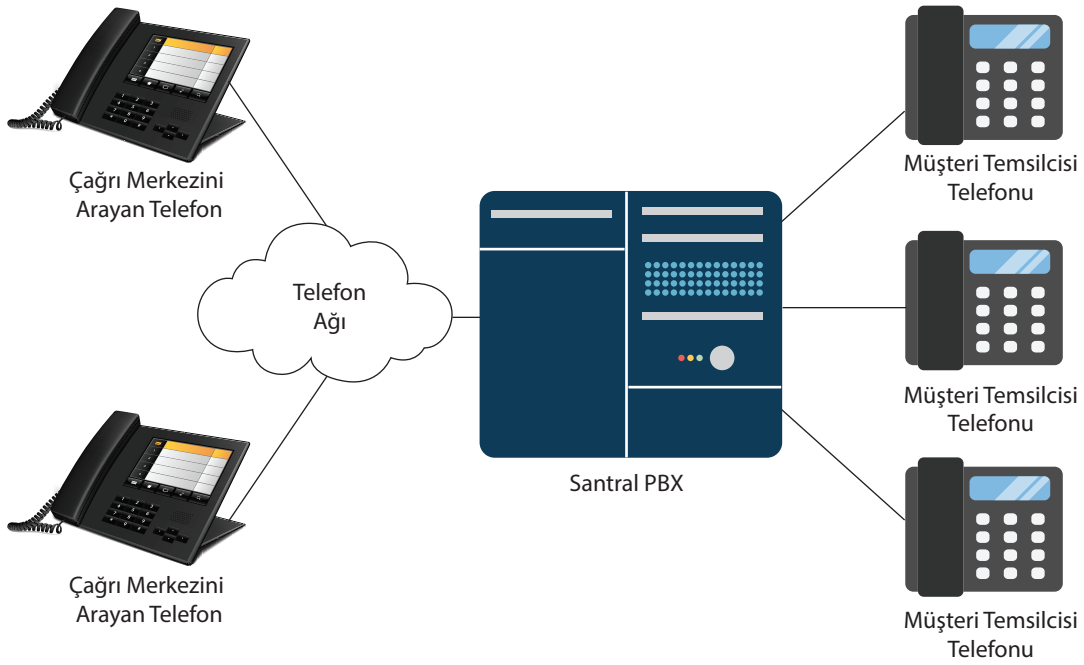 Çağrı Merkezini
Arayan Telefon
Telefon
Ağı
Çağrı Merkezini
Arayan Telefon
Santral PBX
Müşteri Temsilcisi
Telefonu
Müşteri Temsilcisi
Telefonu
Müşteri Temsilcisi
Telefonu